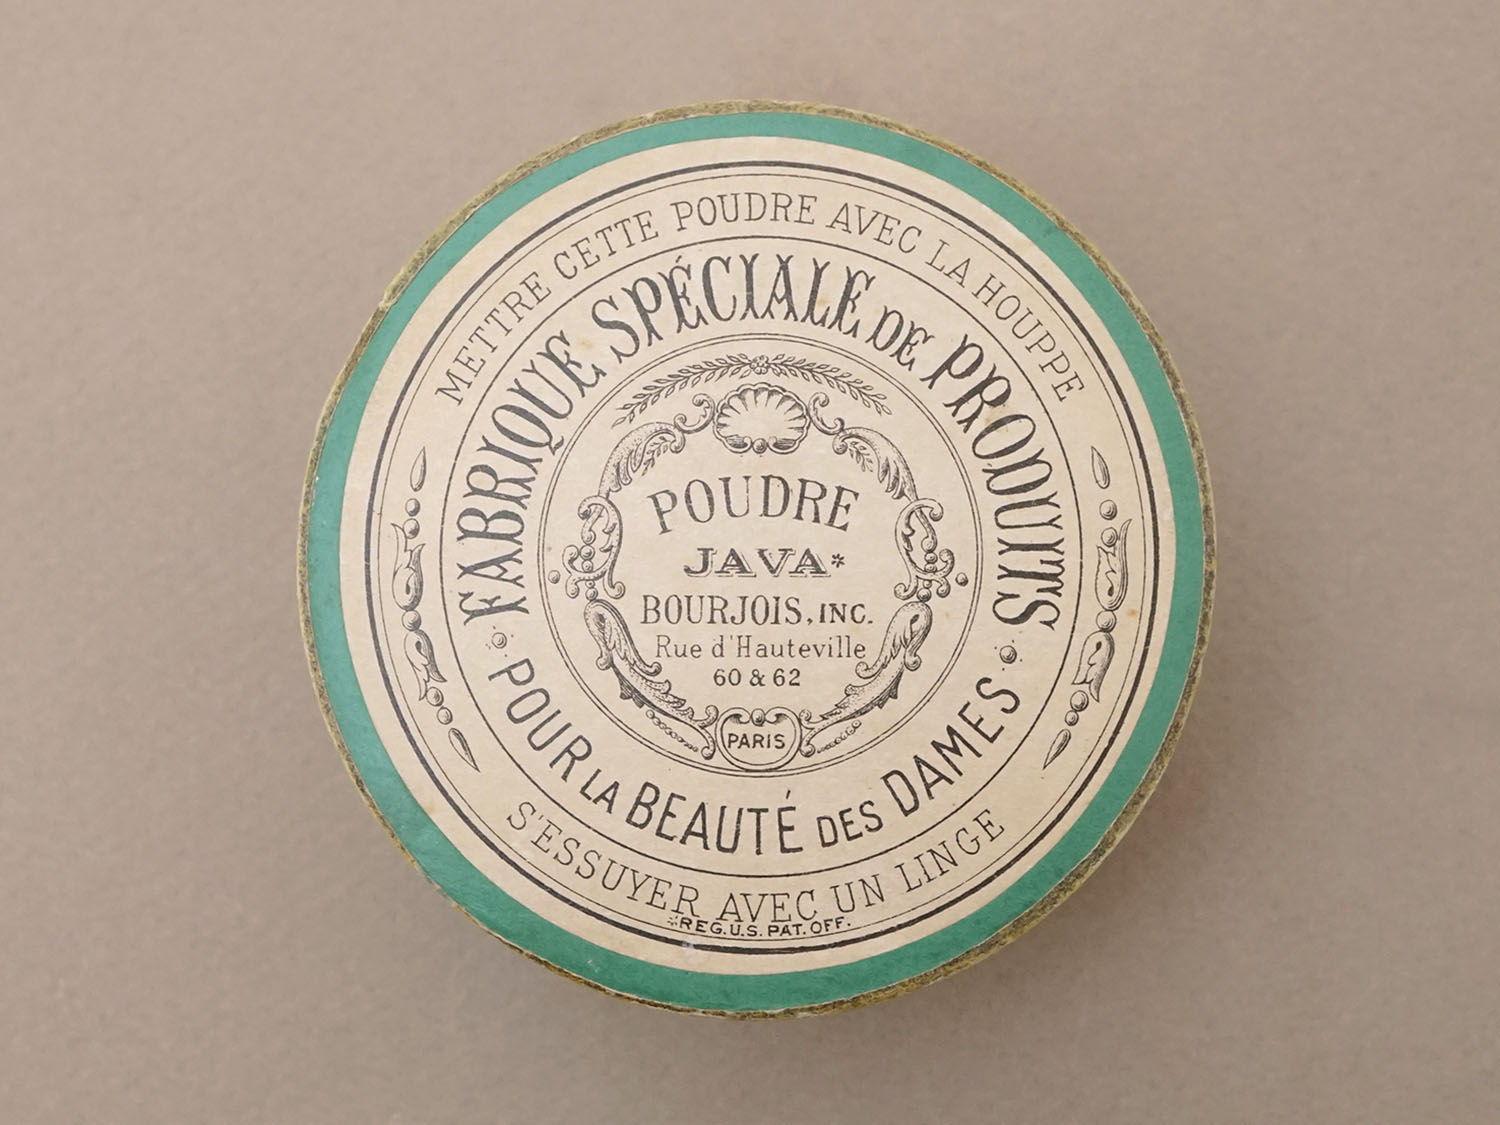 METTRE CETTE POUDRE AVEC LA HOUPPE
FABRIQUE SPÉCIALE DE PRODUITS
POUDRE
JAVA*
BOURJOIS, INC.
Rue d'Hauteville
60 & 62
PARIS
POUR LA BEAUTÉ DES DAMES
S'ESSUYER AVEC UN LINGE
*REG. U.S. PAT. OFF.